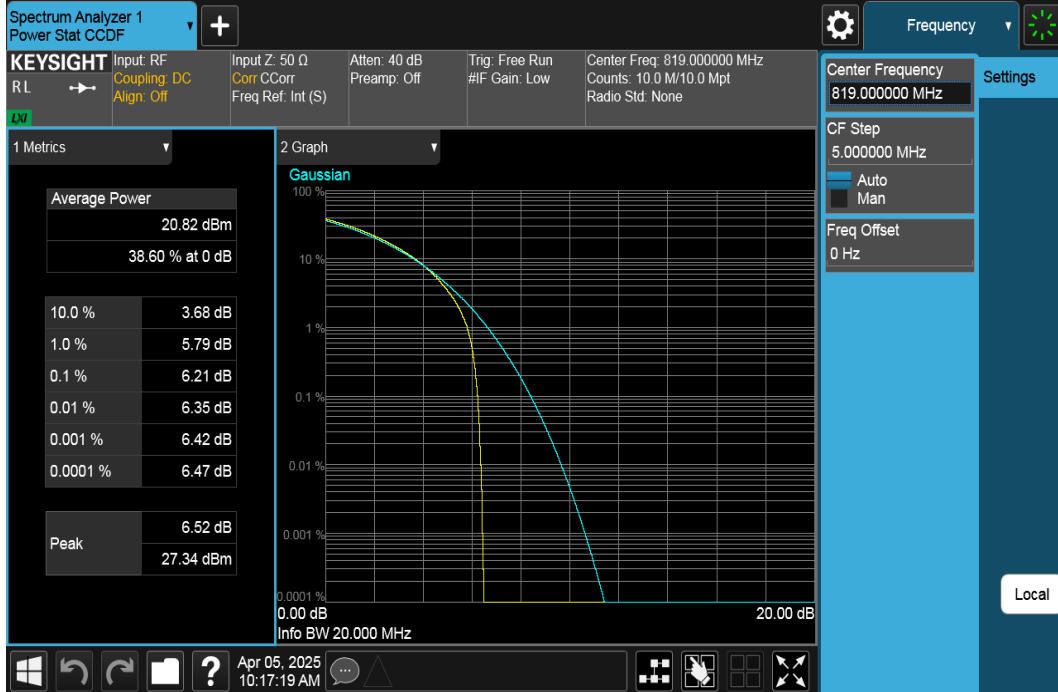 Spectrum Analyzer 1
Power Stat CCDF
Frequency
KEYSIGHT
R L
LXI
Input: RF
Coupling: DC
Align: Off
Input Z: 50 Ω
Corr CCorr
Freq Ref: Int (S)
Atten: 40 dB
Preamp: Off
Trig: Free Run
#IF Gain: Low
Center Freq: 819.000000 MHz
Counts: 10.0 M/10.0 Mpt
Radio Std: None
Center Frequency
819.000000 MHz
Settings
CF Step
5.000000 MHz
Auto
Man
Freq Offset
0 Hz
Local
1 Metrics
Average Power
20.82 dBm
38.60 % at 0 dB
10.0 % 3.68 dB
1.0 % 5.79 dB
0.1 % 6.21 dB
0.01 % 6.35 dB
0.001 % 6.42 dB
0.0001 % 6.47 dB
Peak
6.52 dB
27.34 dBm
2 Graph
Gaussian
100 %
10 %
1 %
0.1 %
0.01 %
0.001 %
0.0001 %
0.00 dB 20.00 dB
Info BW 20.000 MHz
?
Apr 05, 2025
10:17:19 AM